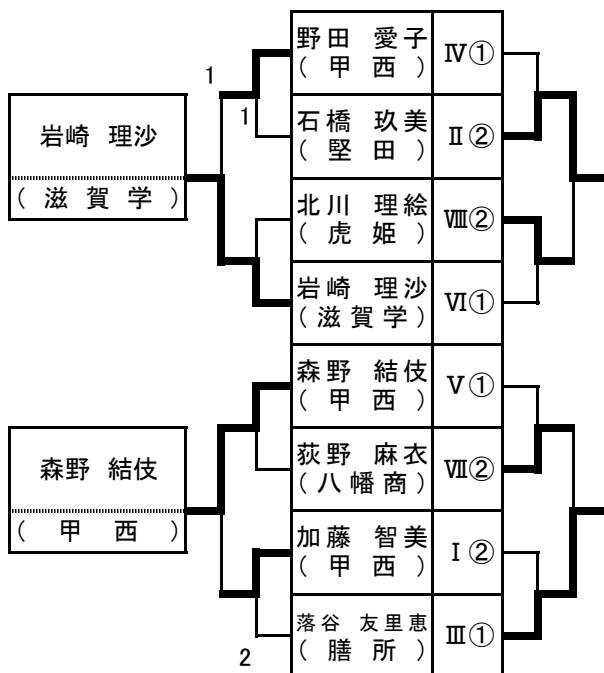 野田 愛子
( 甲 西 )
Ⅳ①
1
1
石橋 玖美
( 堅 田 )
Ⅱ②
岩崎 理沙
( 滋 賀 学 )
北川 理絵
( 虎 姫 )
Ⅷ②
岩崎 理沙
( 滋 賀 学 )
Ⅵ①
森野 結伎
( 甲 西 )
Ⅴ①
森野 結伎
( 甲 西 )
荻野 麻衣
( 八 幡 商 )
Ⅶ②
加藤 智美
( 甲 西 )
Ⅰ②
落谷 友里恵
( 膳 所 )
Ⅲ①
2